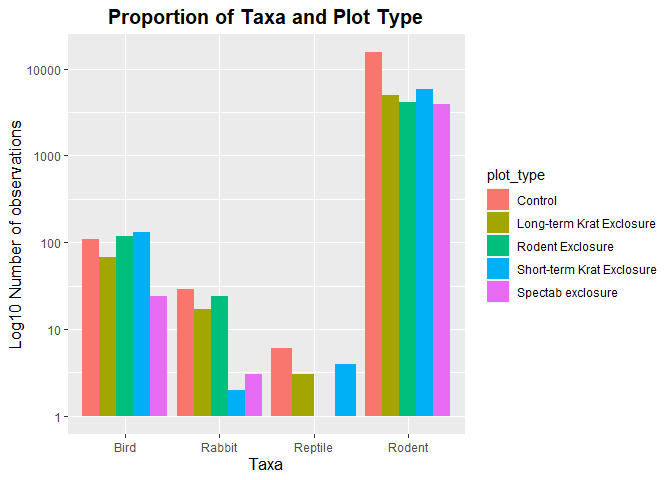 Proportion of Taxa and Plot Type
Log10 Number of observations
10000
1000
100
10
1
Bird
Rabbit
Reptile
Rodent
Taxa
plot_type
Control
Long-term Krat Exclosure
Rodent Exclosure
Short-term Krat Exclosure
Spectab exclosure